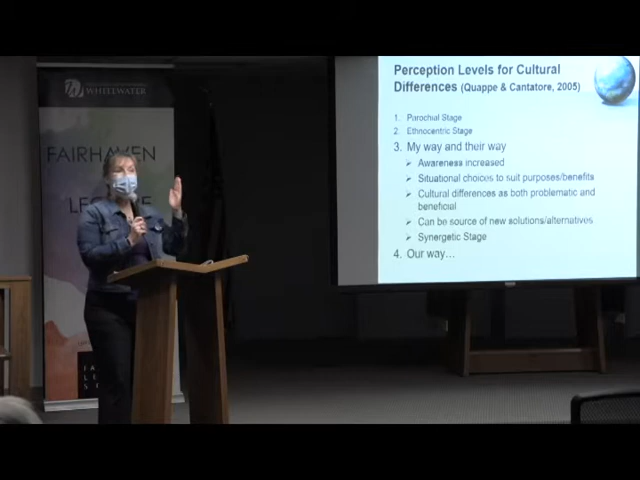 WHITEWATER
FAIRHAVEN
Perception Levels for Cultural
Differences (Quappe & Cantatore, 2005)
1. Parochial Stage
2. Ethnocentric Stage
3. My way and their way
➢ Awareness increased
➢ Situational choices to suit purposes/benefits
➢ Cultural differences as both problematic and
beneficial
➢ Can be source of new solutions/alternatives
➢ Synergetic Stage
4. Our way…